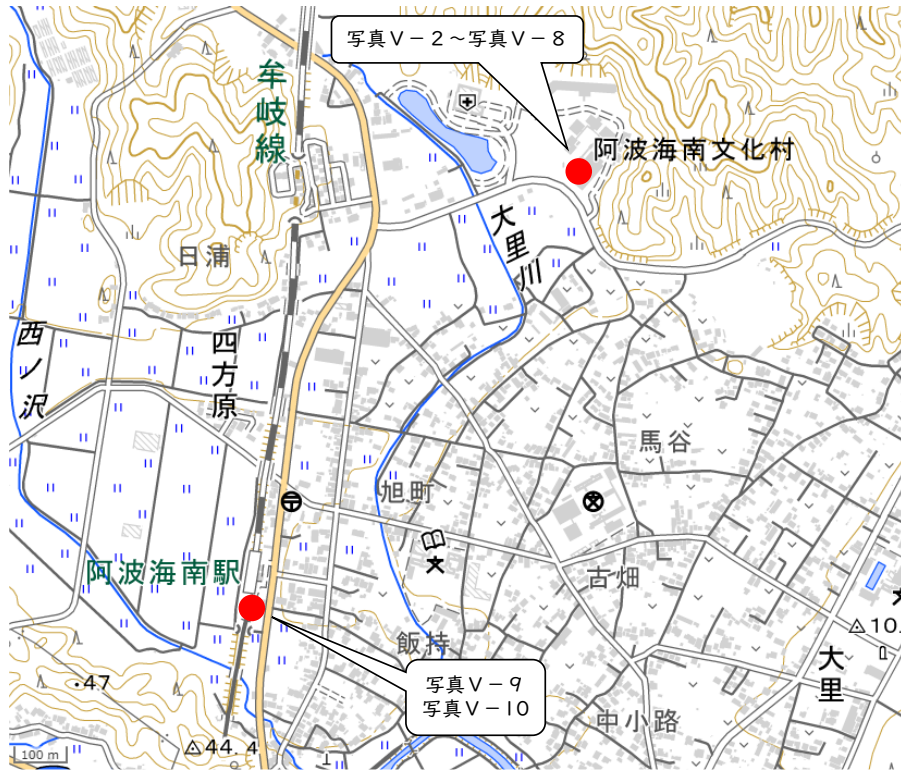 写真Ⅴ-2～写真Ⅴ-8
牟岐線
阿波海南文化村
大里川
日浦
西ノ沢
四方原
馬谷
旭町
阿波海南駅
古畑
飯持
大里
10.
・47
写真Ⅴ-9
写真Ⅴ-10
中小路
44.4
100 m